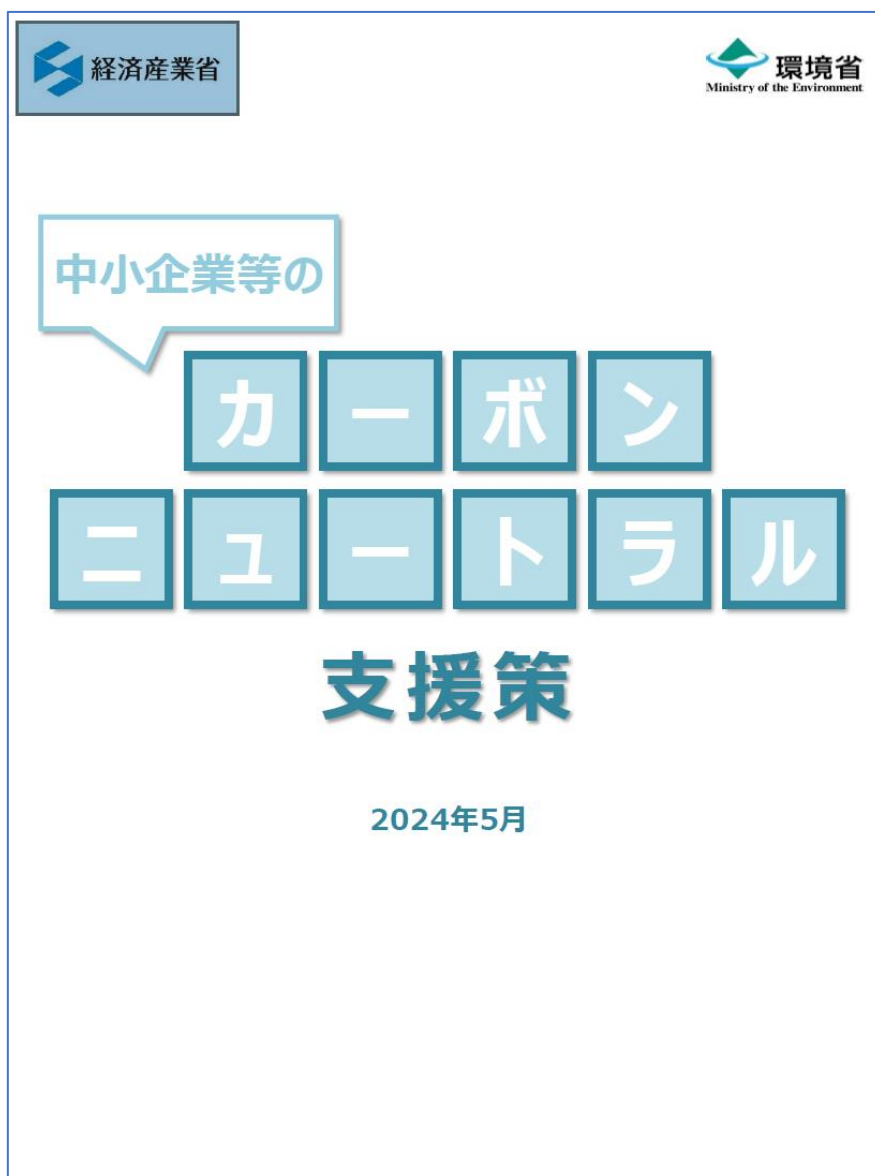 経済産業省
環境省
Ministry of the Environment
中小企業等の
カーボン
ニュートラル
支援策
2024年5月